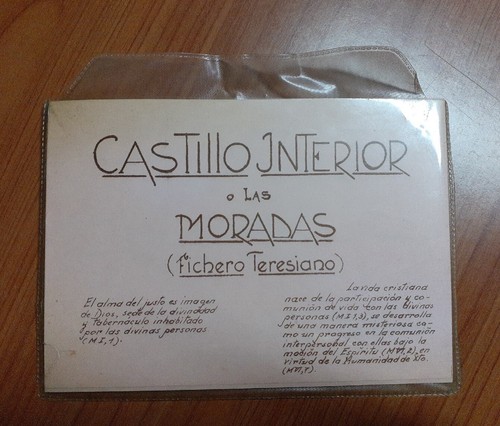 CASTIllO INTERIOR
o LAS
MORADAS
(Fichero Teresiano)
El alma del justo es imagen
de Dios, sede de la divinidad
y tabernáculo inhabitado
por las divinas personas
(M I, 1).
La vida cristiana
nace de la participación y co-
munión de vida con las divinas
personas (M I 1,3), se desarrolla
de una manera misteriosa co-
mo un progreso en la comunión
interpersonal con ellas bajo la
moción del Espíritu (M VI, 2), en
virtud de la Humanidad de Xto.